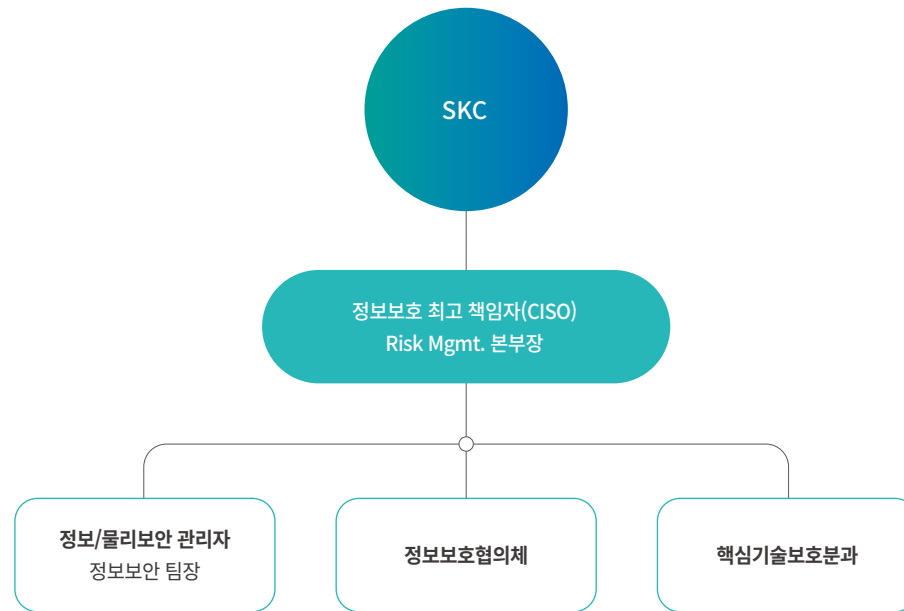 SKC
정보보호 최고 책임자(CISO)
Risk Mgmt. 본부장
정보/물리보안 관리자
정보보안 팀장
정보보호협의체
핵심기술보호분과